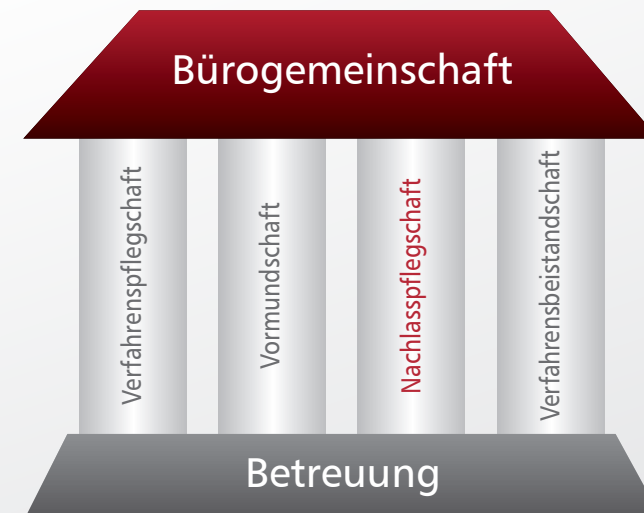 Bürogemeinschaft
Verfahrenspflegschaft
Vormundschaft
Nachlasspflegschaft
Verfahrensbeistandschaft
Betreuung